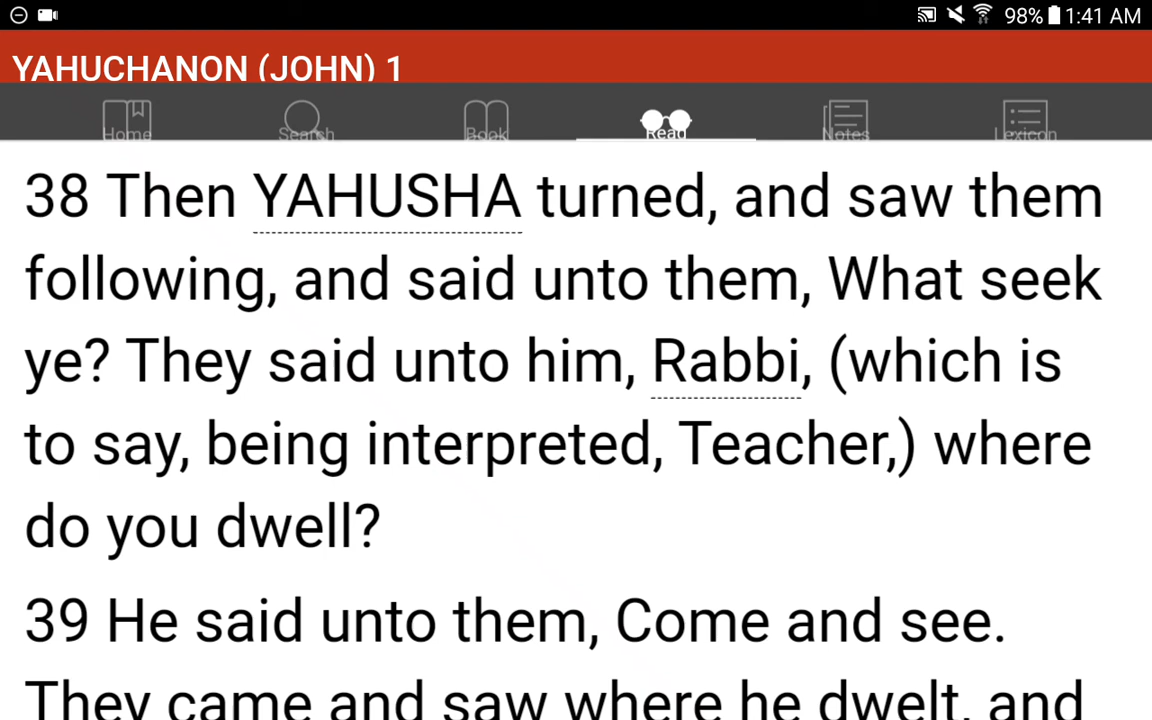 98% 1:41 AM
YAHUCHANON (JOHN) 1
Home Search Book Read Notes Lexicon
38 Then YAHUSHA turned, and saw them
following, and said unto them, What seek
ye? They said unto him, Rabbi, (which is
to say, being interpreted, Teacher,) where
do you dwell?
39 He said unto them, Come and see.
They came and saw where he dwelt, and